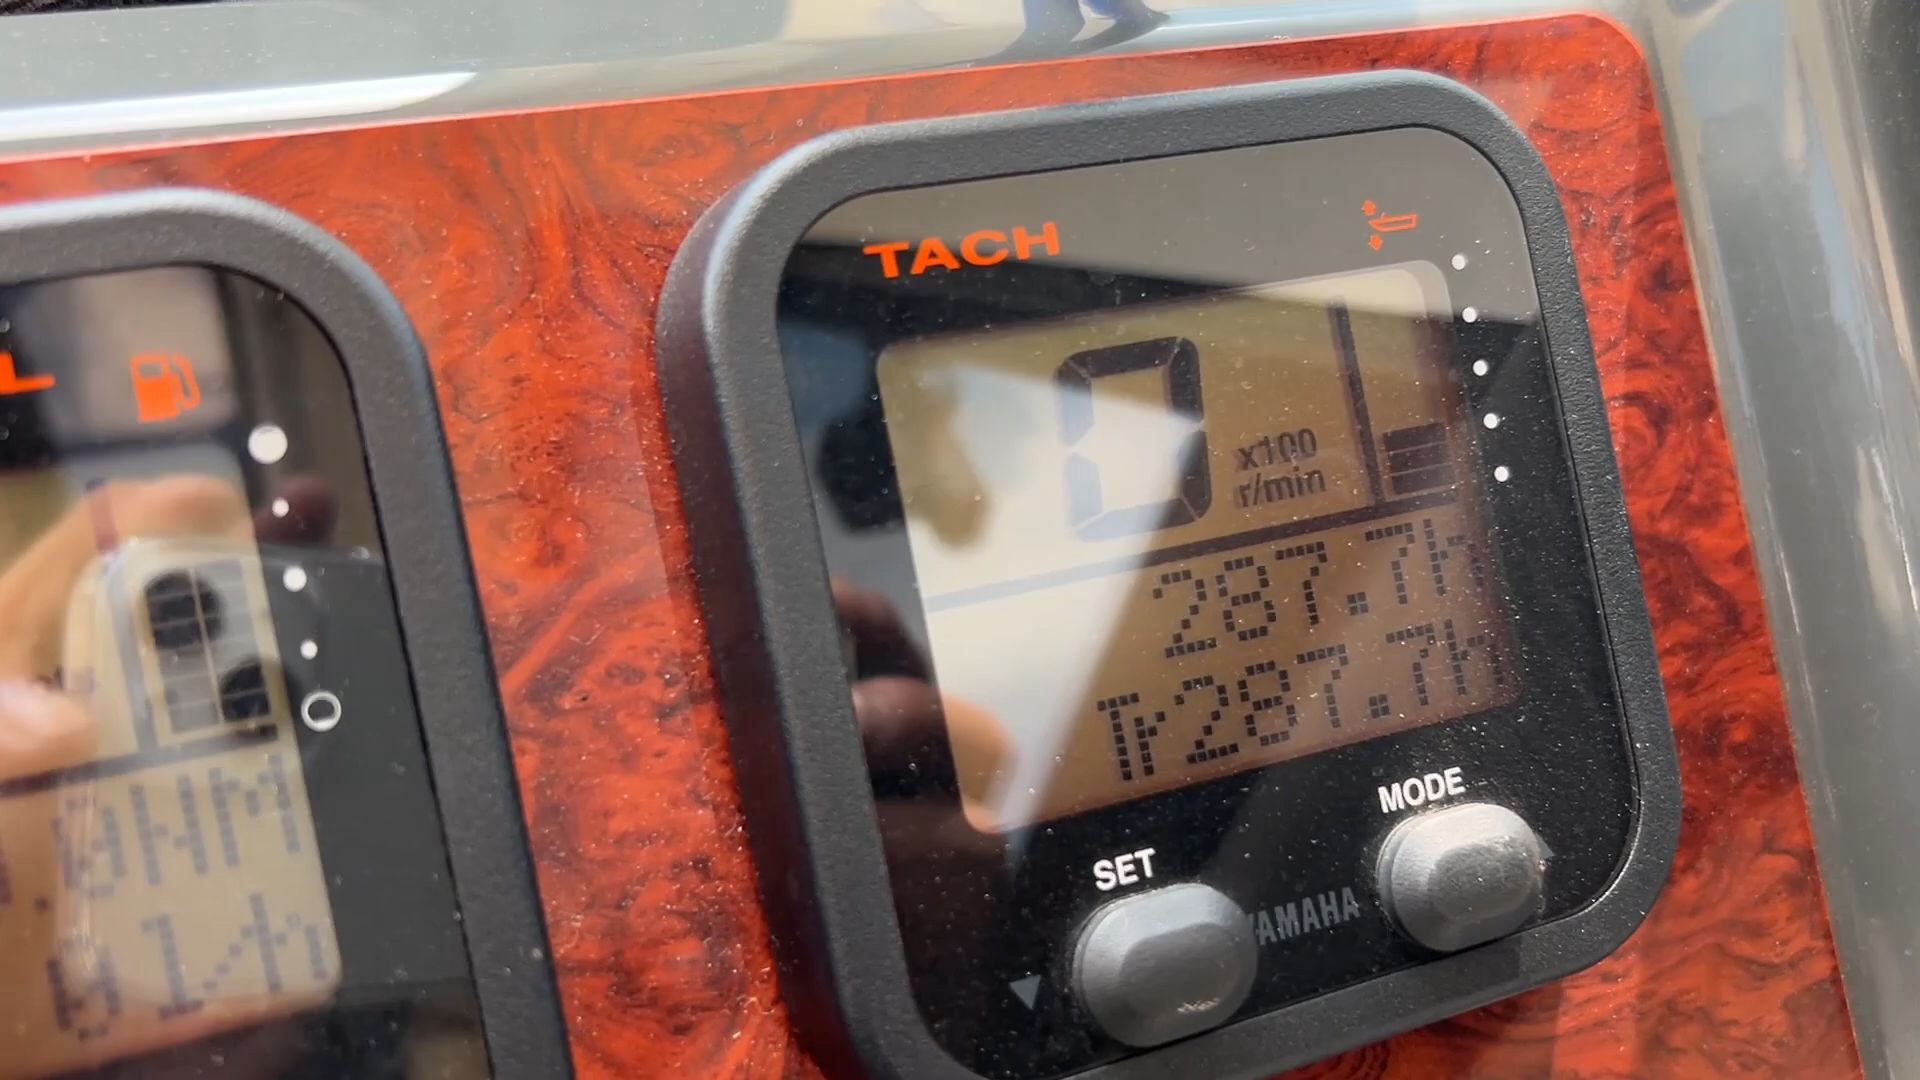 TACH
0
x100
r/min
287.7h
Tr287.7h
MODE
SET
YAMAHA
L